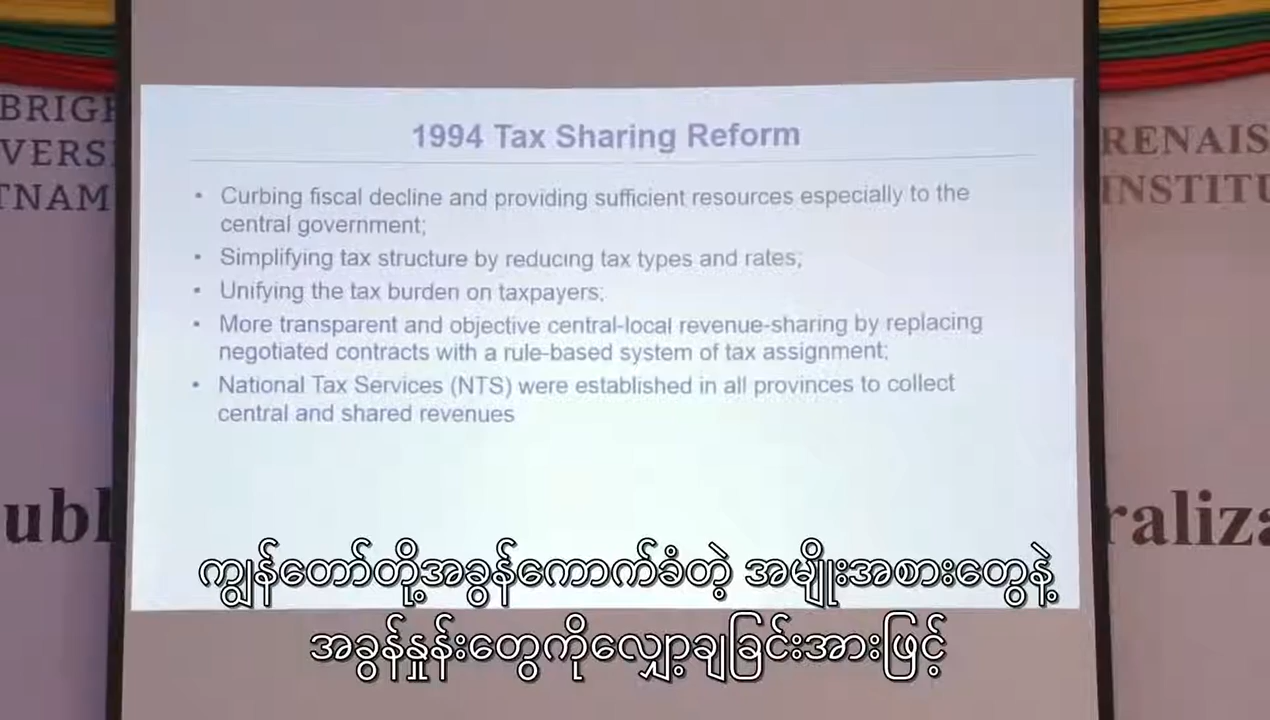 BRIG
VERS
TNAM
RENAIS
INSTITU
1994 Tax Sharing Reform
• Curbing fiscal decline and providing sufficient resources especially to the
central government;
• Simplifying tax structure by reducing tax types and rates;
• Unifying the tax burden on taxpayers;
• More transparent and objective central-local revenue-sharing by replacing
negotiated contracts with a rule-based system of tax assignment;
• National Tax Services (NTS) were established in all provinces to collect
central and shared revenues
ubl
raliza
ကျွန်တော်တို့အခွန်ကောက်ခံတဲ့ အမျိုးအစားတွေနဲ့
အခွန်နှုန်းတွေကိုလျှော့ချခြင်းအားဖြင့်